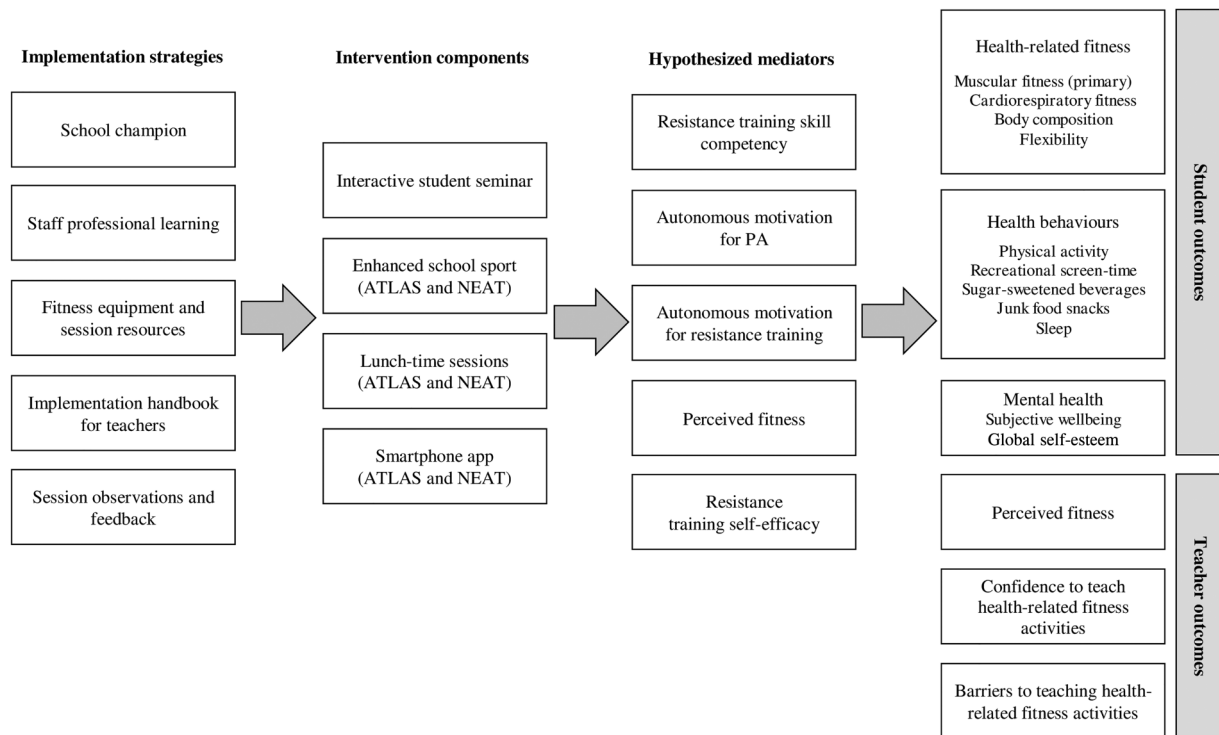 Implementation strategies
School champion
Staff professional learning
Fitness equipment and
session resources
Implementation handbook
for teachers
Session observations and
feedback
Intervention components
Interactive student seminar
Enhanced school sport
(ATLAS and NEAT)
Lunch-time sessions
(ATLAS and NEAT)
Smartphone app
(ATLAS and NEAT)
Hypothesized mediators
Resistance training skill
competency
Autonomous motivation
for PA
Autonomous motivation
for resistance training
Perceived fitness
Resistance
training self-efficacy
Health-related fitness
Muscular fitness (primary)
Cardiorespiratory fitness
Body composition
Flexibility
Health behaviours
Physical activity
Recreational screen-time
Sugar-sweetened beverages
Junk food snacks
Sleep
Mental health
Subjective wellbeing
Global self-esteem
Student outcomes
Perceived fitness
Confidence to teach
health-related fitness
activities
Barriers to teaching health-
related fitness activities
Teacher outcomes